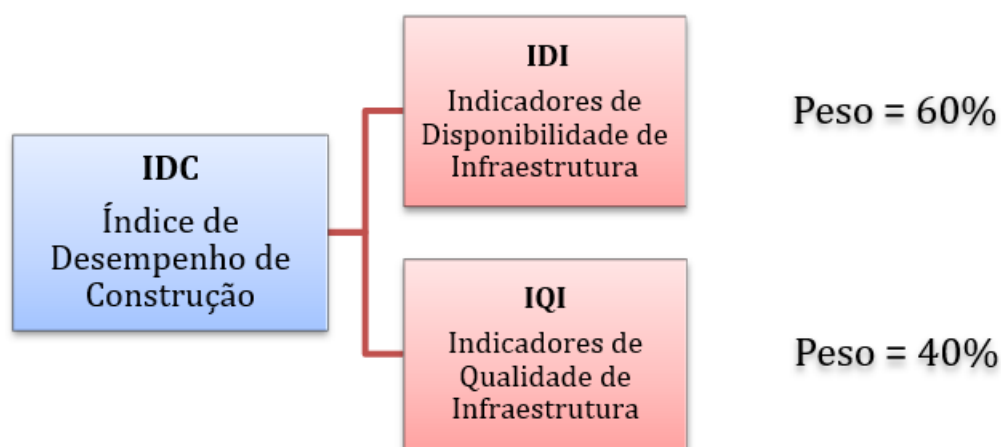 IDI
Indicadores de
Disponibilidade de
Infraestrutura
Peso = 60%
IDC
Índice de
Desempenho de
Construção
IQI
Indicadores de
Qualidade de
Infraestrutura
Peso = 40%